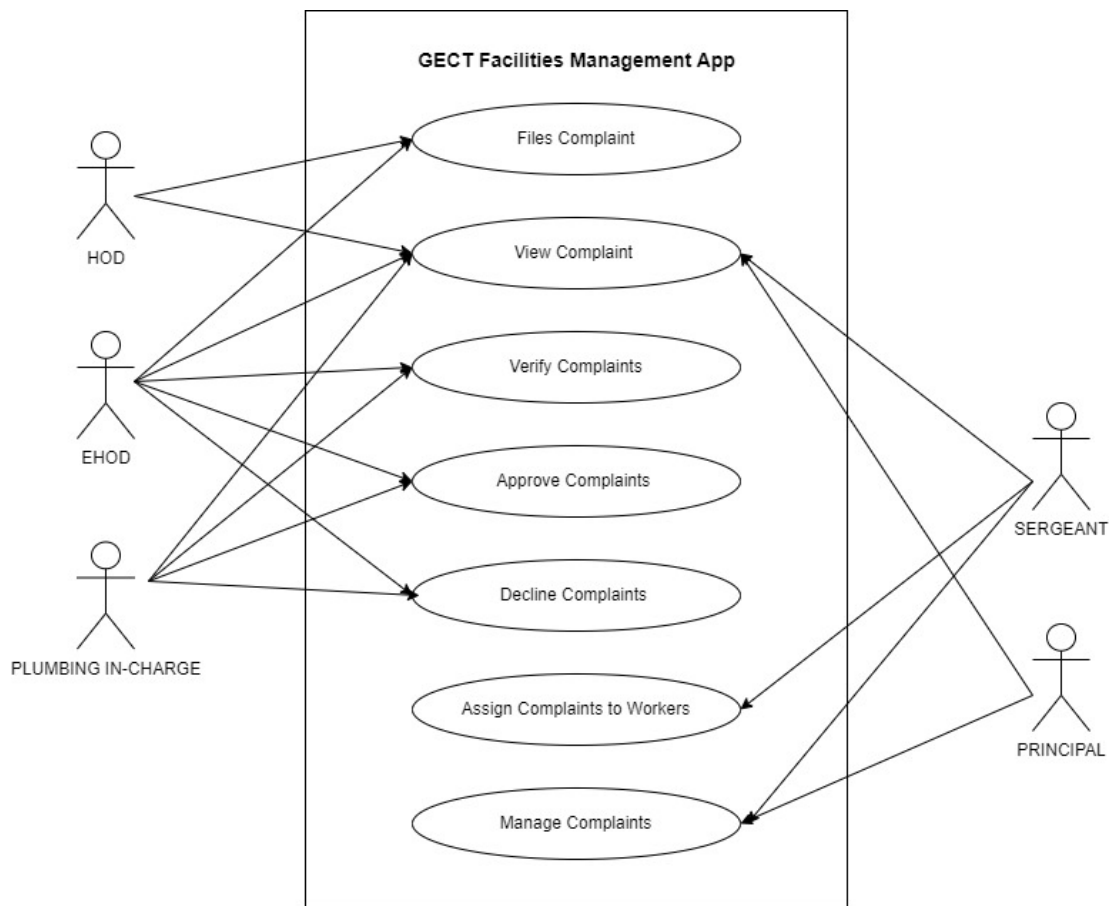 GECT Facilities Management App
Files Complaint
HOD
View Complaint
EHOD
Verify Complaints
Approve Complaints
SERGEANT
Decline Complaints
PLUMBING IN-CHARGE
Assign Complaints to Workers
PRINCIPAL
Manage Complaints